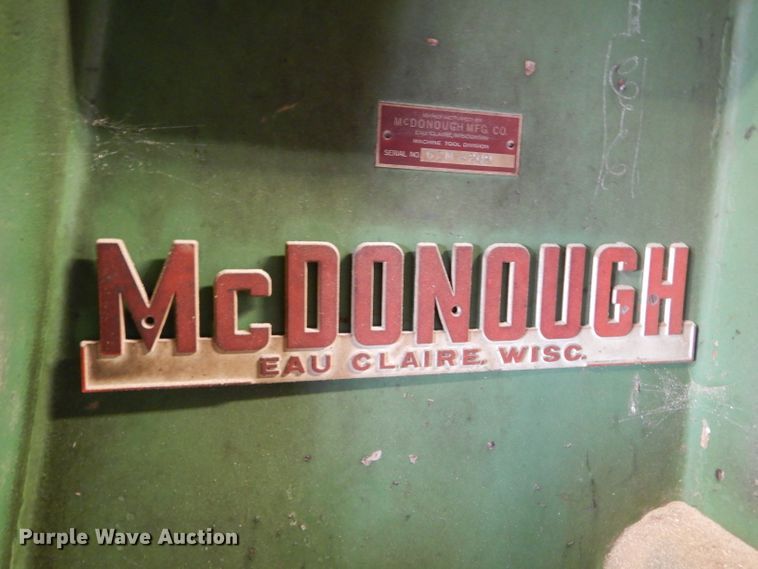 MANUFACTURED BY
McDONOUGH MFG. CO.
EAU CLAIRE, WISCONSIN
MACHINE TOOL DIVISION
SERIAL NO.
McDONOUGH
EAU CLAIRE, WISC.
Purple Wave Auction